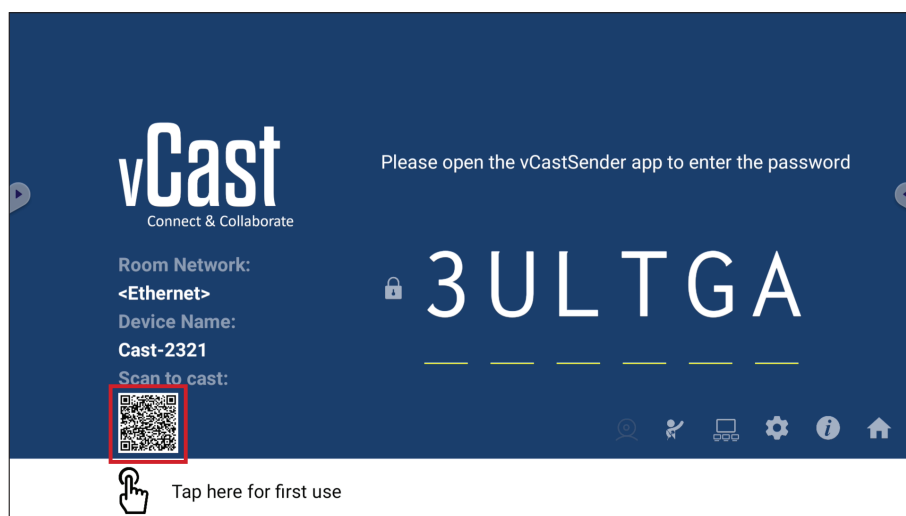 vCast
Connect & Collaborate
Please open the vCastSender app to enter the password
Room Network:
<Ethernet>
Device Name:
Cast-2321
Scan to cast:
3ULTGA
Tap here for first use